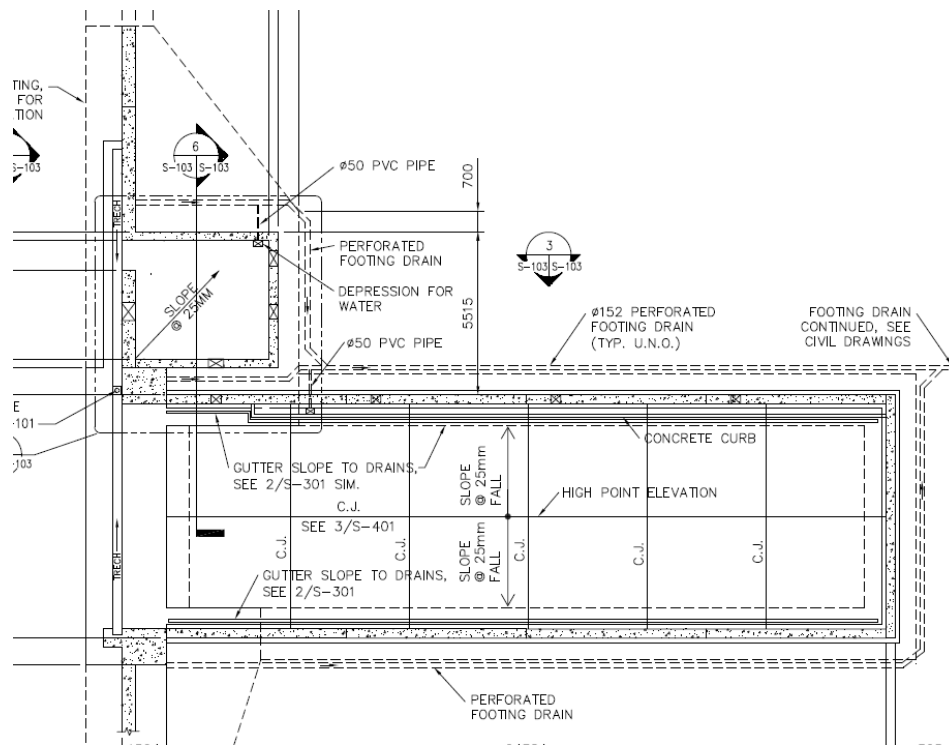 TING,
FOR
TION
6
S-103 S-103
S-103
ø50 PVC PIPE
700
TRECH
PERFORATED
FOOTING DRAIN
3
S-103 S-103
SLOPE
@ 25MM
DEPRESSION FOR
WATER
5515
ø152 PERFORATED
FOOTING DRAIN
(TYP. U.N.O.)
FOOTING DRAIN
CONTINUED, SEE
CIVIL DRAWINGS
ø50 PVC PIPE
E
-101
103
CONCRETE CURB
GUTTER SLOPE TO DRAINS,
SEE 2/S-301 SIM.
SLOPE
@ 25mm
FALL
HIGH POINT ELEVATION
C.J.
SEE 3/S-401
C.J.
C.J.
C.J.
C.J.
C.J.
SLOPE
@ 25mm
FALL
TRECH
GUTTER SLOPE TO DRAINS,
SEE 2/S-301
PERFORATED
FOOTING DRAIN